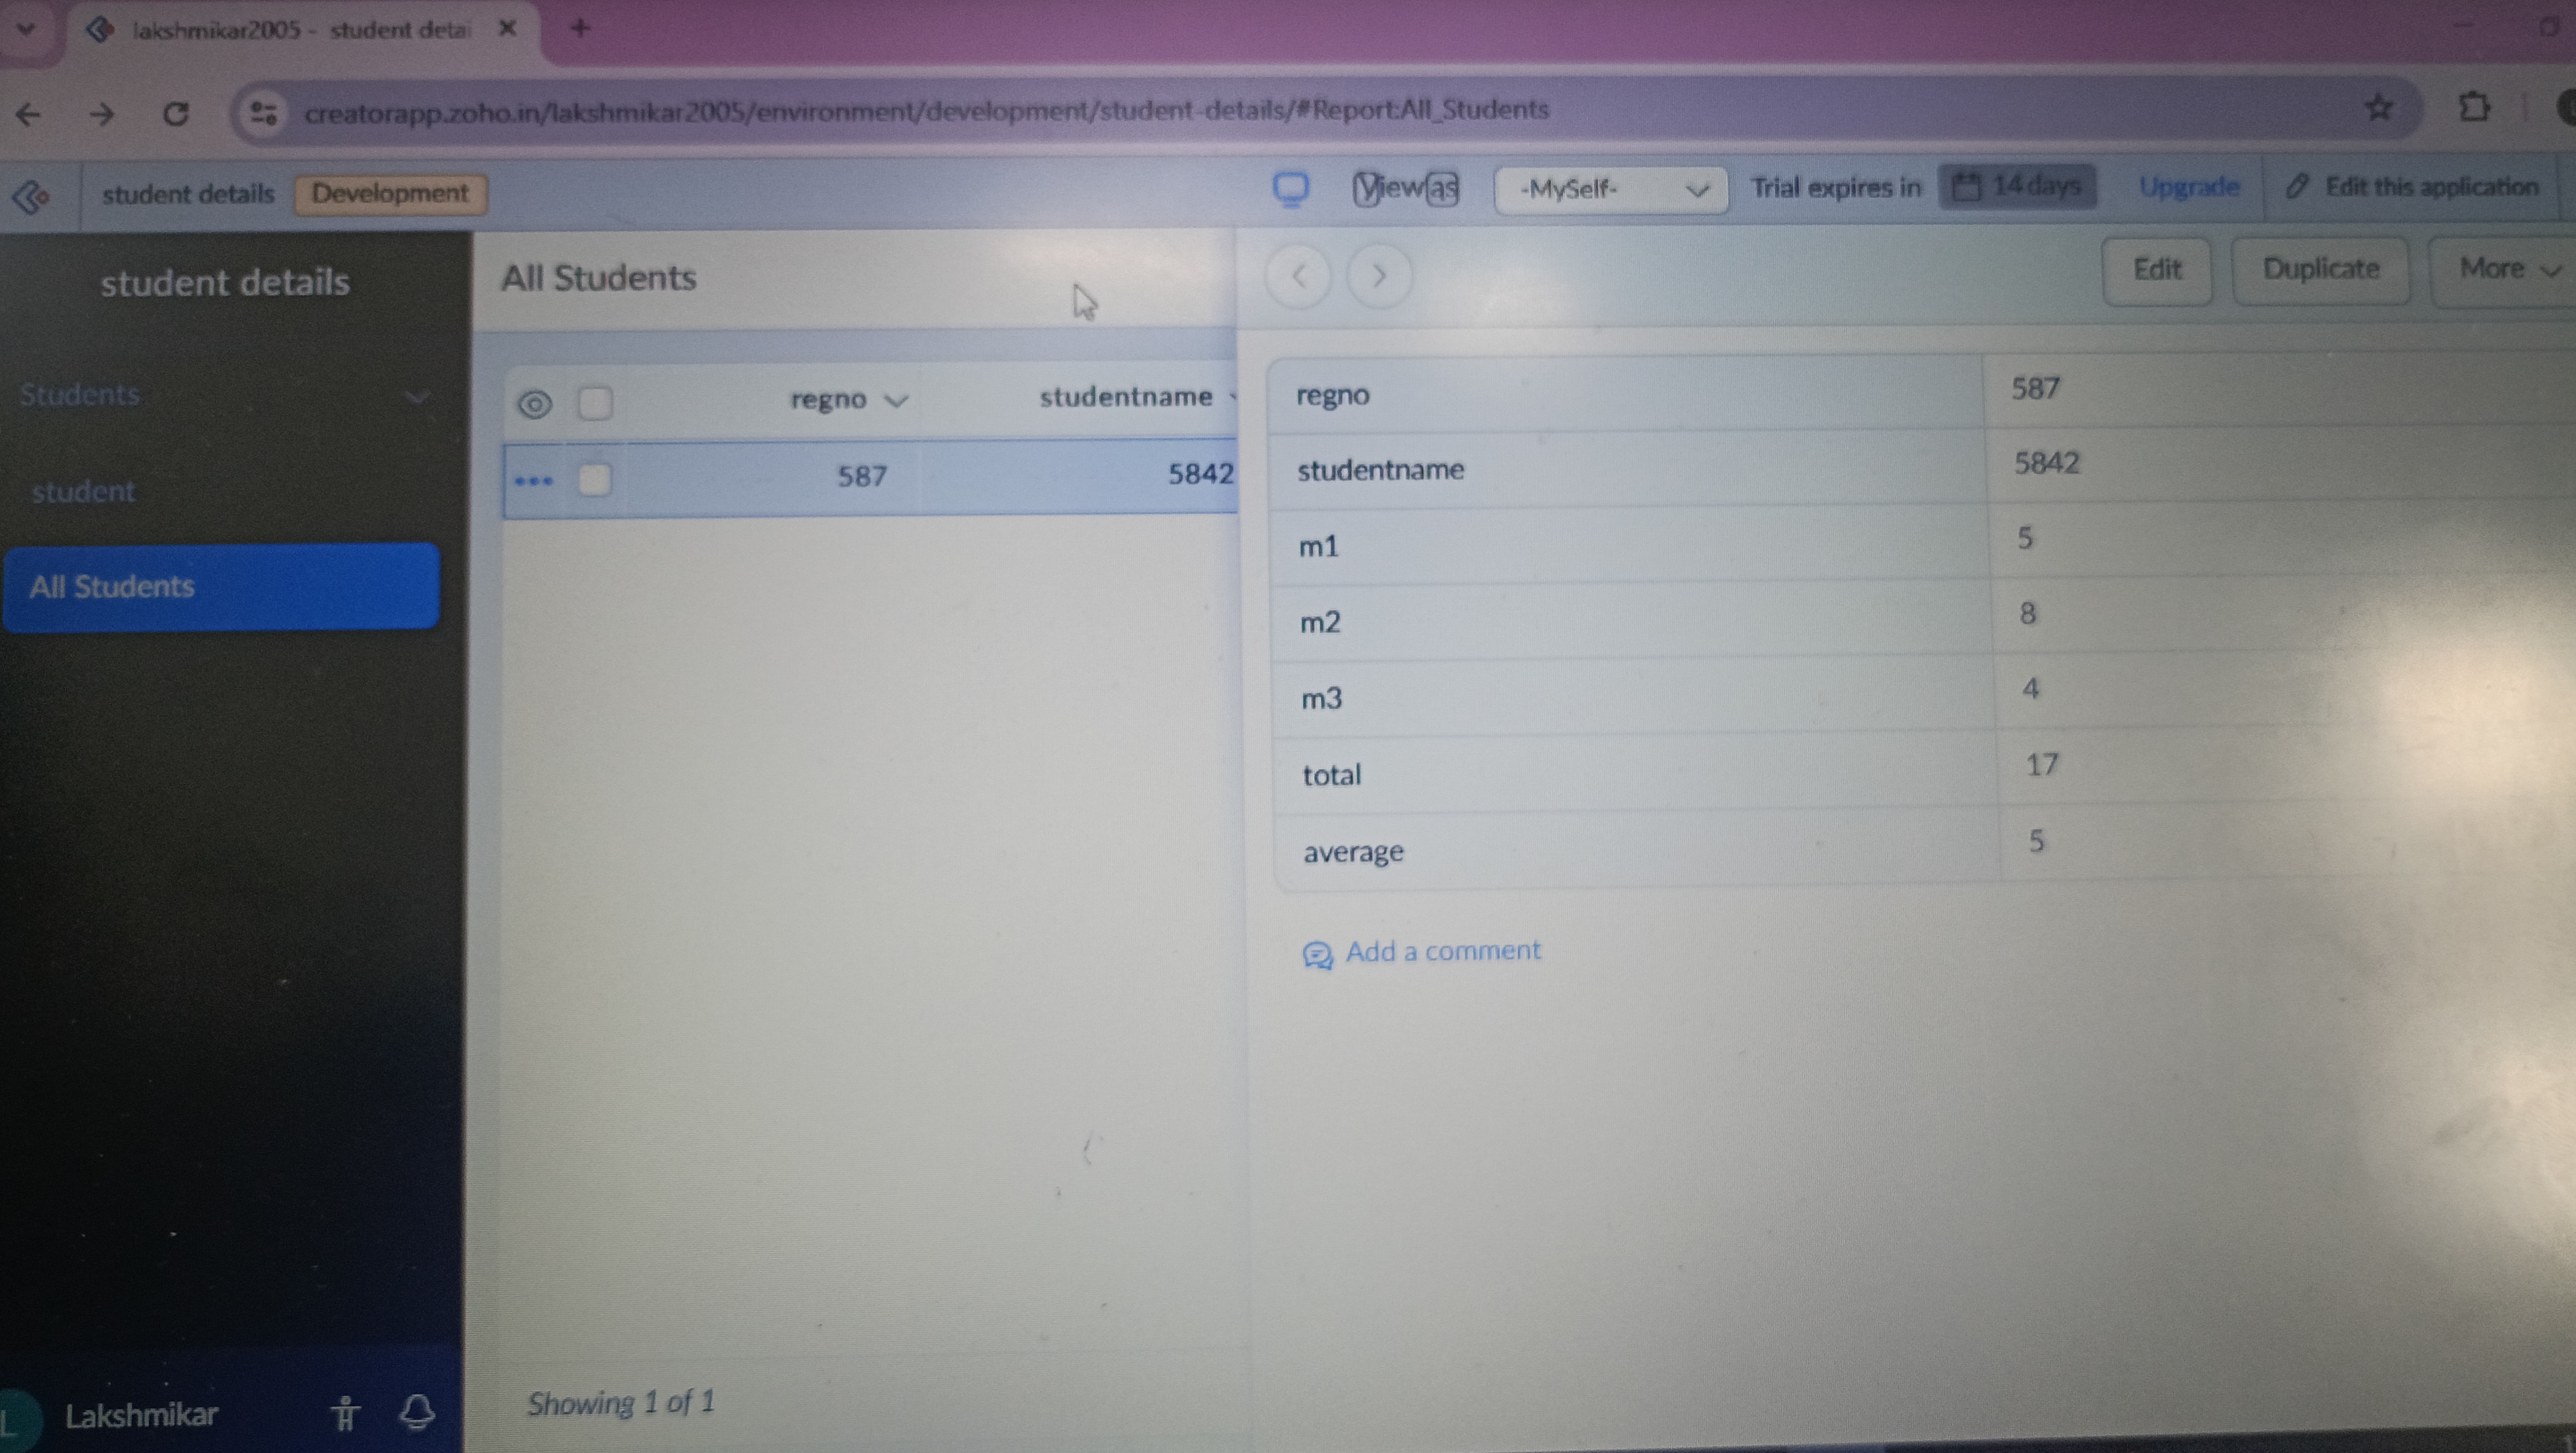 lakshmikar2005 - student detai
creatorapp.zoho.in/lakshmikar2005/environment/development/student-details/#Report:All_Students
student details Development View as -MySelf- Trial expires in 14 days Upgrade Edit this application
student details
Students
student
All Students
Lakshmikar
L
All Students
regno studentname
587 5842
Showing 1 of 1
Edit Duplicate More
regno 587
studentname 5842
m1 5
m2 8
m3 4
total 17
average 5
Add a comment